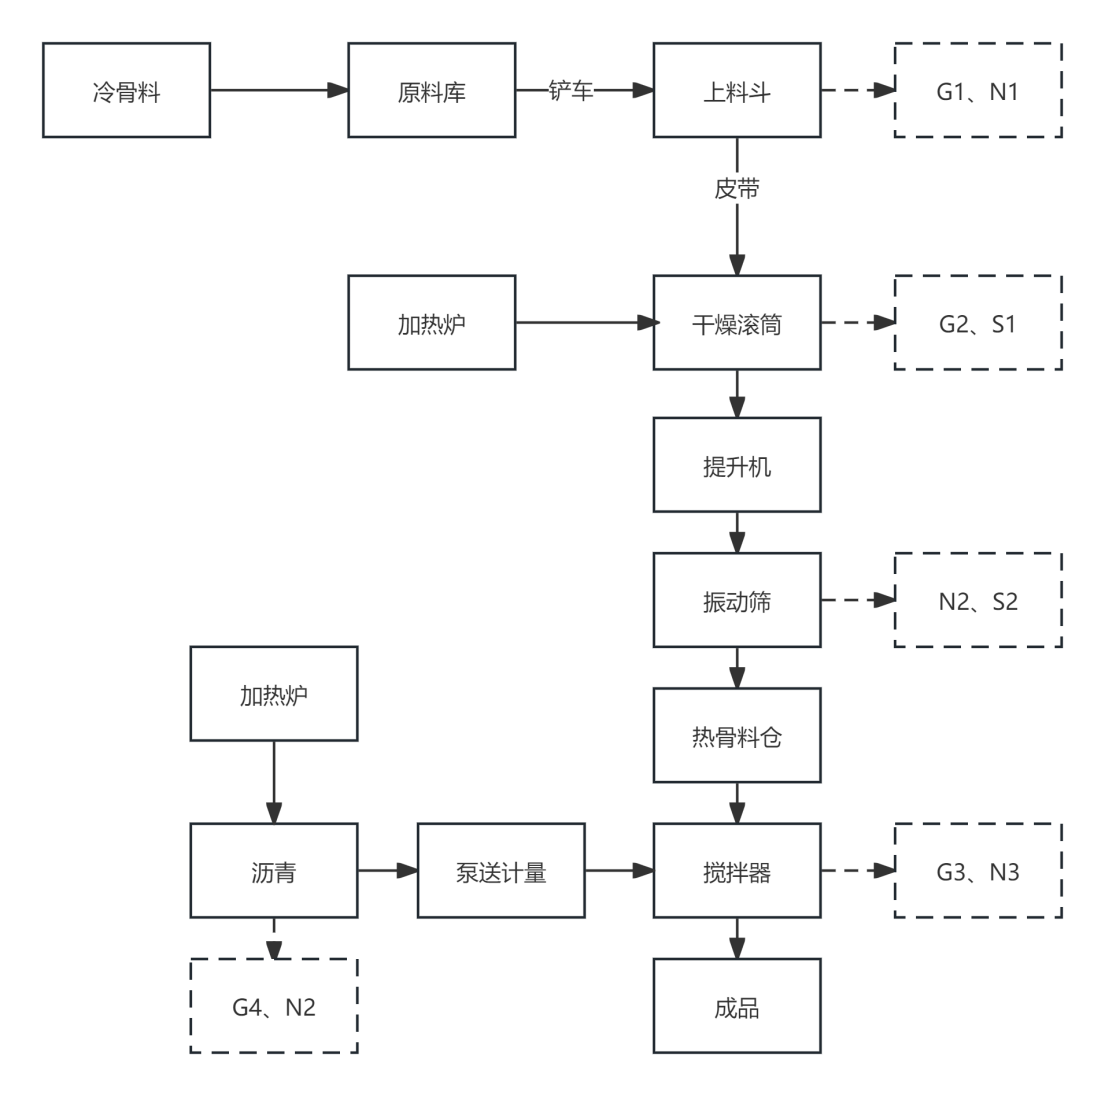 冷骨料
原料库
铲车
上料斗
G1、N1
皮带
加热炉
干燥滚筒
G2、S1
提升机
振动筛
N2、S2
加热炉
热骨料仓
沥青
泵送计量
搅拌器
G3、N3
G4、N2
成品